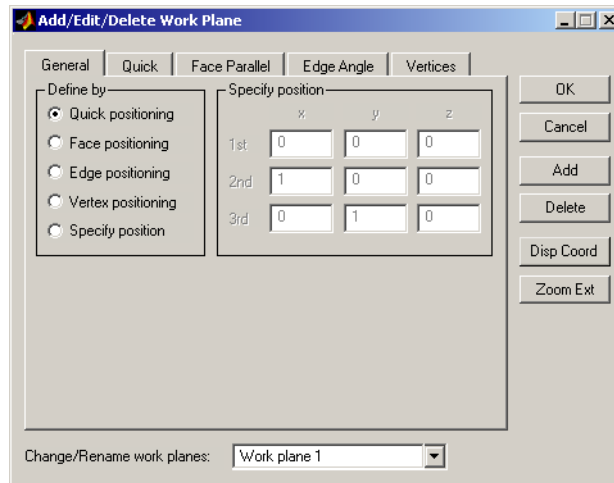 Add/Edit/Delete Work Plane
General Quick Face Parallel Edge Angle Vertices
Define by
Quick positioning
Face positioning
Edge positioning
Vertex positioning
Specify position
Specify position
x y z
1st 0 0 0
2nd 1 0 0
3rd 0 1 0
OK
Cancel
Add
Delete
Disp Coord
Zoom Ext
Change/Rename work planes: Work plane 1